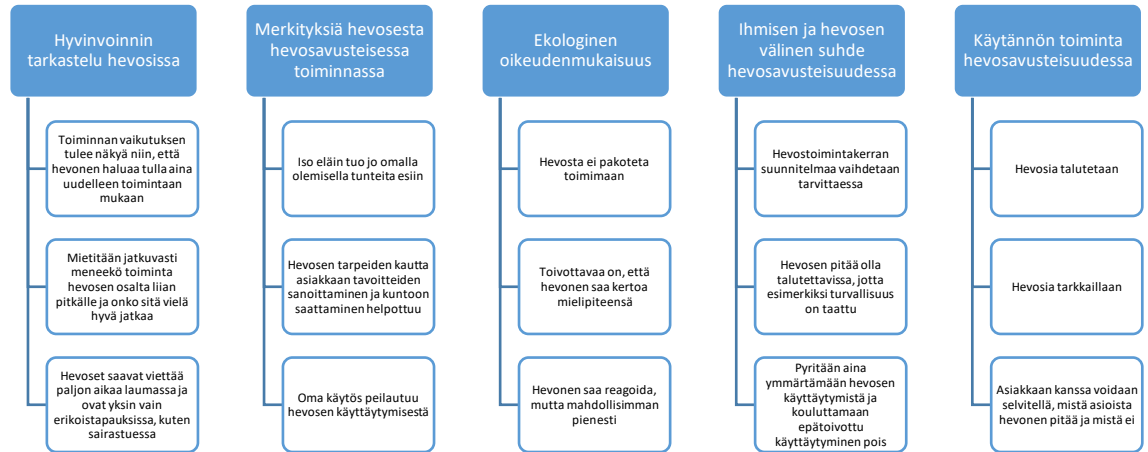 Hyvinvoinnin
tarkastelu hevosissa
Toiminnan vaikutuksen
tulee näkyä niin, että
hevonen haluaa tulla aina
uudelleen toimintaan
mukaan
Mietitään jatkuvasti
meneekö toiminta
hevosen osalta liian
pitkälle ja onko sitä vielä
hyvä jatkaa
Hevoset saavat viettää
paljon aikaa laumassa ja
ovat yksin vain
erikoistapauksissa, kuten
sairastuessa
Merkityksiä hevosesta
hevosavusteisessa
toiminnassa
Iso eläin tuo jo omalla
olemisella tunteita esiin
Hevosen tarpeiden kautta
asiakkaan tavoitteiden
sanoittaminen ja kuntoon
saattaminen helpottuu
Oma käytös peilautuu
hevosen käyttäytymisestä
Ekologinen
oikeudenmukaisuus
Hevosta ei pakoteta
toimimaan
Toivottavaa on, että
hevonen saa kertoa
mielipiteensä
Hevonen saa reagoida,
mutta mahdollisimman
pienesti
Ihmisen ja hevosen
välinen suhde
hevosavusteisuudessa
Hevostoimintakerran
suunnitelmaa vaihdetaan
tarvittaessa
Hevosen pitää olla
talutettavissa, jotta
esimerkiksi turvallisuus
on taattu
Pyritään aina
ymmärtämään hevosen
käyttäytymistä ja
kouluttamaan
epätoivottu
käyttäytyminen pois
Käytännön toiminta
hevosavusteisuudessa
Hevosia talutetaan
Hevosia tarkkaillaan
Asiakkaan kanssa voidaan
selvitellä, mistä asioista
hevonen pitää ja mistä ei